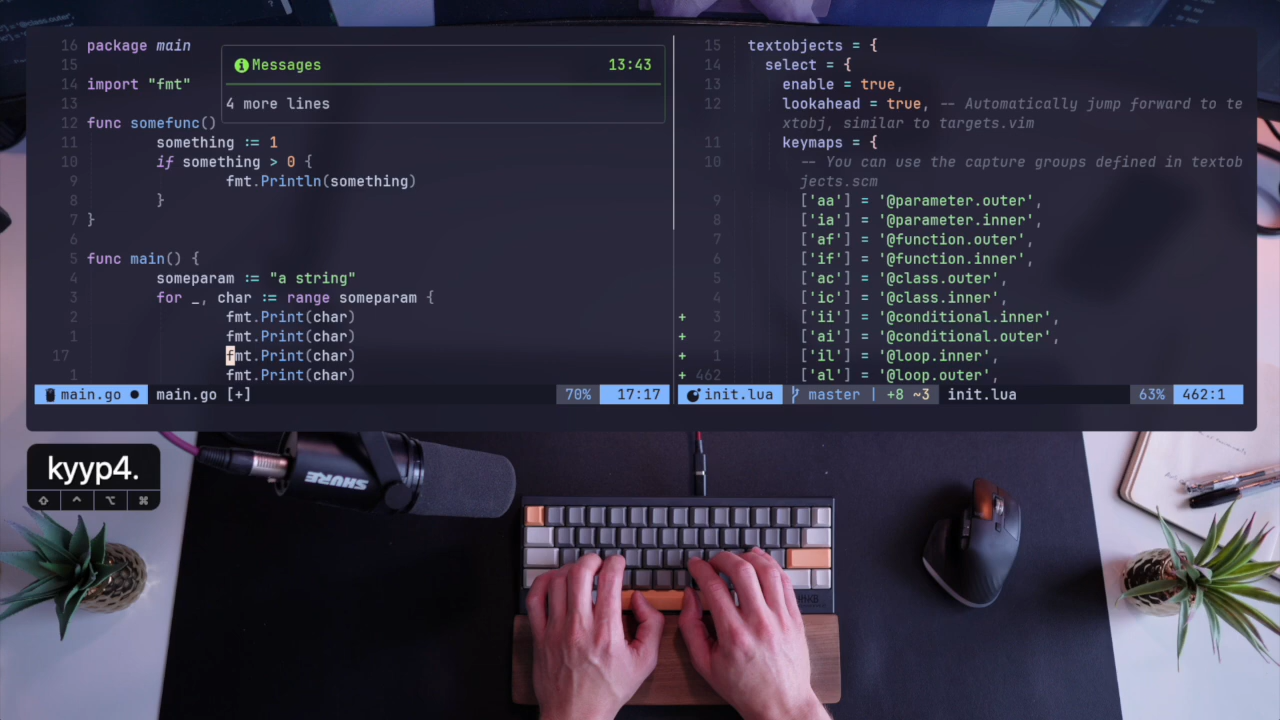 16 package main
15
14 import "fmt"
13
12 func somefunc()
11 something := 1
10 if something > 0 {
9 fmt.Println(something)
8 }
7 }
6
5 func main() {
4 someparam := "a string"
3 for _, char := range someparam {
2 fmt.Print(char)
1 fmt.Print(char)
17 fmt.Print(char)
1 fmt.Print(char)
Messages 13:43
4 more lines
main.go ● main.go [+] 70% 17:17
15 textobjects = {
14 select = {
13 enable = true,
12 lookahead = true, -- Automatically jump forward to te
xtobj, similar to targets.vim
11 keymaps = {
10 -- You can use the capture groups defined in textob
jects.scm
9 ['aa'] = '@parameter.outer',
8 ['ia'] = '@parameter.inner',
7 ['af'] = '@function.outer',
6 ['if'] = '@function.inner',
5 ['ac'] = '@class.outer',
4 ['ic'] = '@class.inner',
+ 3 ['ii'] = '@conditional.inner',
+ 2 ['ai'] = '@conditional.outer',
+ 1 ['il'] = '@loop.inner',
+ 462 ['al'] = '@loop.outer',
init.lua master | +8 ~3 init.lua 63% 462:1
kyyp4.
SHURE